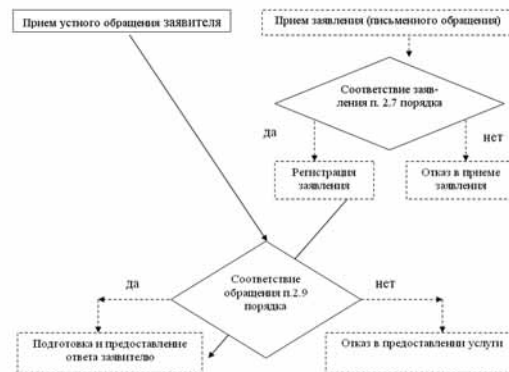 Прием устного обращения заявителя
Прием заявления (письменного обращения)
Соответствие заяв-
ления п. 2.7 порядка
да
нет
Регистрация
заявления
Отказ в приеме
заявления
Соответствие
обращения п.2.9
порядка
да
нет
Подготовка и предоставление
ответа заявителю
Отказ в предоставлении услуги